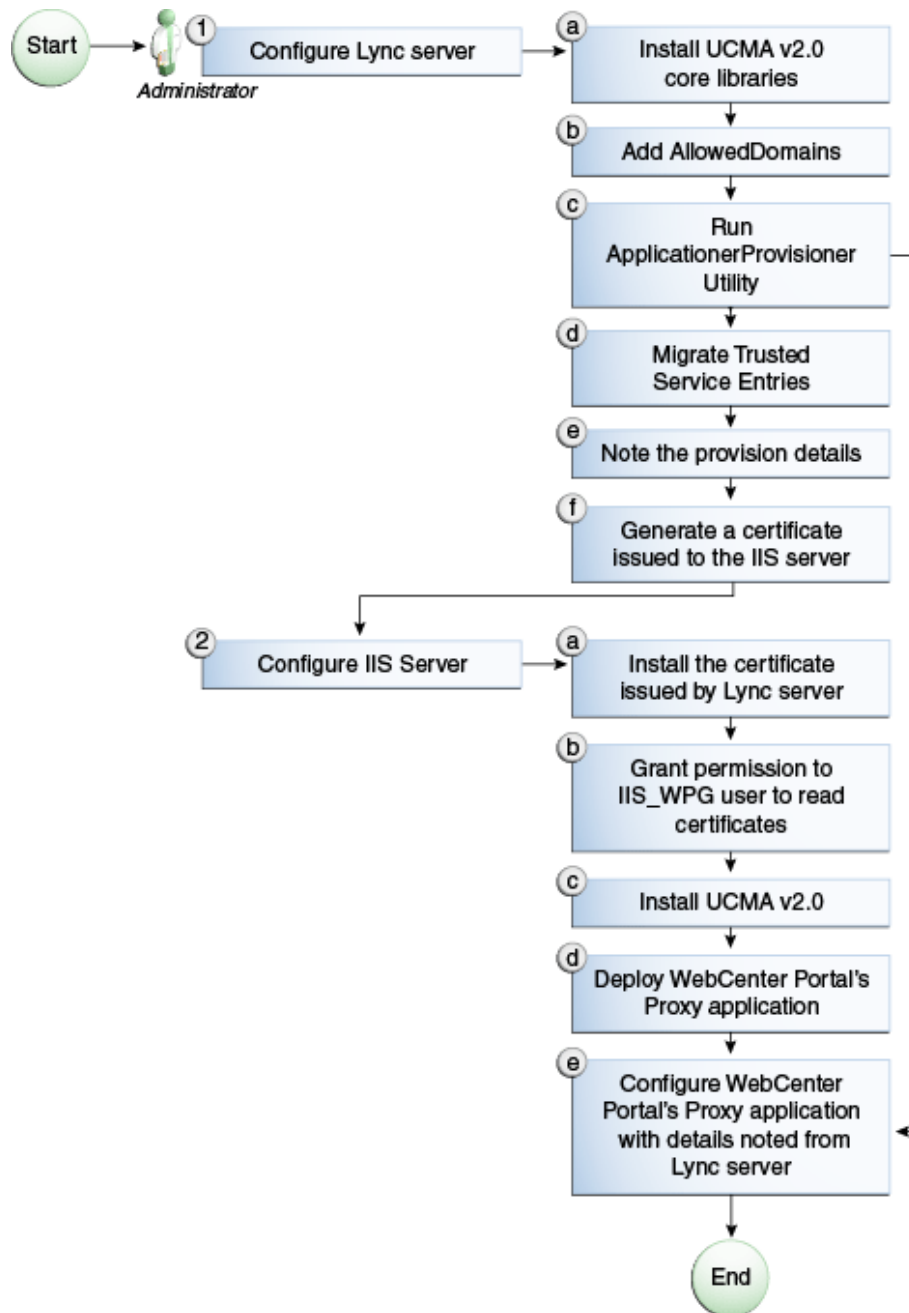 Start
Administrator
1
Configure Lync server
a
Install UCMA v2.0
core libraries
b
Add AllowedDomains
c
Run
ApplicationerProvisioner
Utility
d
Migrate Trusted
Service Entries
e
Note the provision details
f
Generate a certificate
issued to the IIS server
2
Configure IIS Server
a
Install the certificate
issued by Lync server
b
Grant permission to
IIS_WPG user to read
certificates
c
Install UCMA v2.0
d
Deploy WebCenter Portal's
Proxy application
e
Configure WebCenter
Portal's Proxy application
with details noted from
Lync server
End